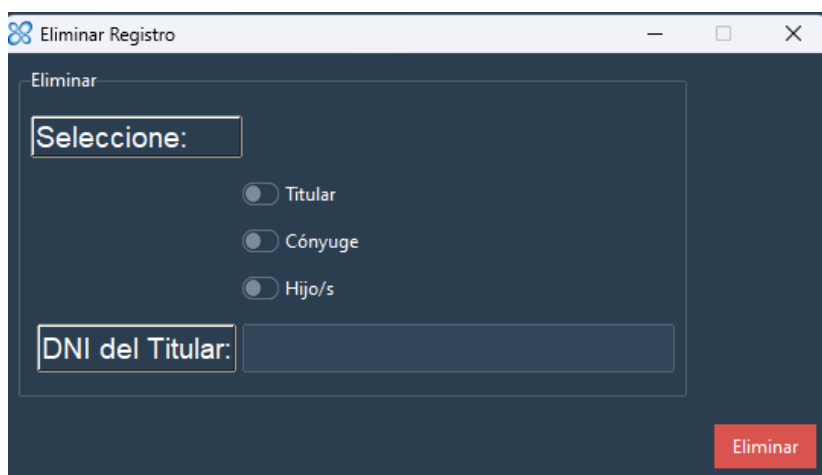 Eliminar Registro
Eliminar
Seleccione:
Titular
Cónyuge
Hijo/s
DNI del Titular:
Eliminar